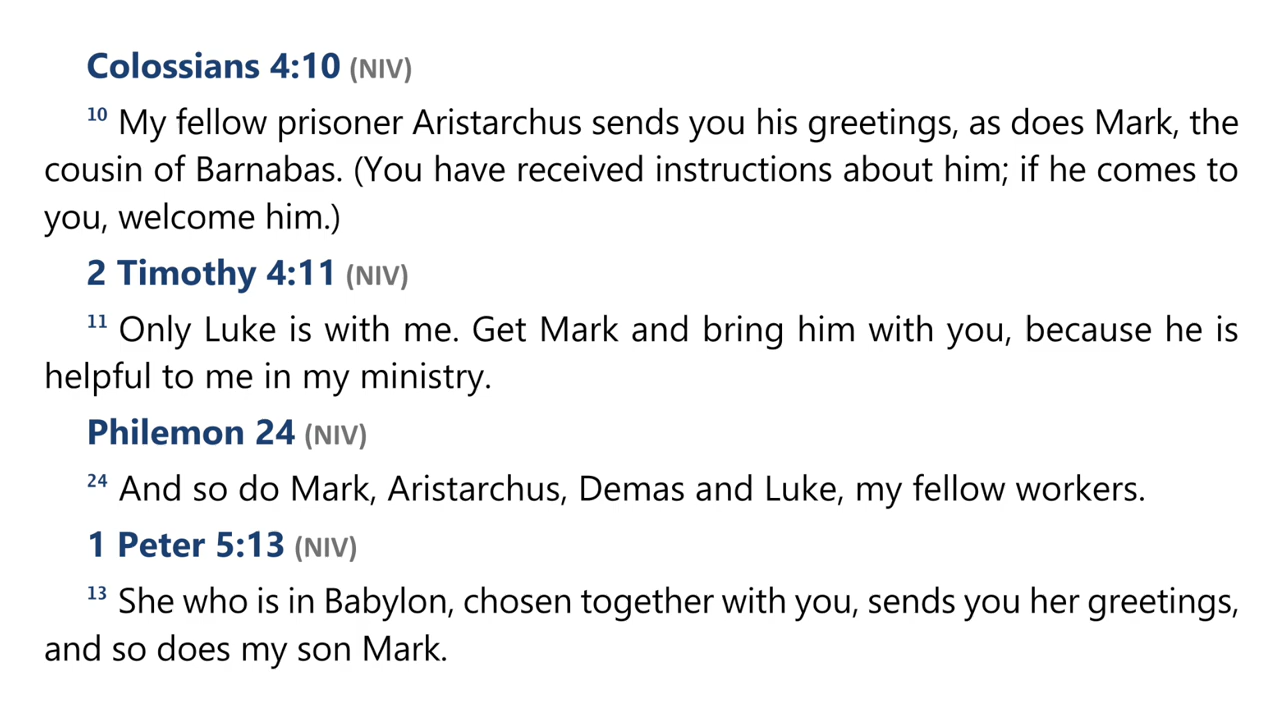 Colossians 4:10 (NIV)
10 My fellow prisoner Aristarchus sends you his greetings, as does Mark, the
cousin of Barnabas. (You have received instructions about him; if he comes to
you, welcome him.)
2 Timothy 4:11 (NIV)
11 Only Luke is with me. Get Mark and bring him with you, because he is
helpful to me in my ministry.
Philemon 24 (NIV)
24 And so do Mark, Aristarchus, Demas and Luke, my fellow workers.
1 Peter 5:13 (NIV)
13 She who is in Babylon, chosen together with you, sends you her greetings,
and so does my son Mark.